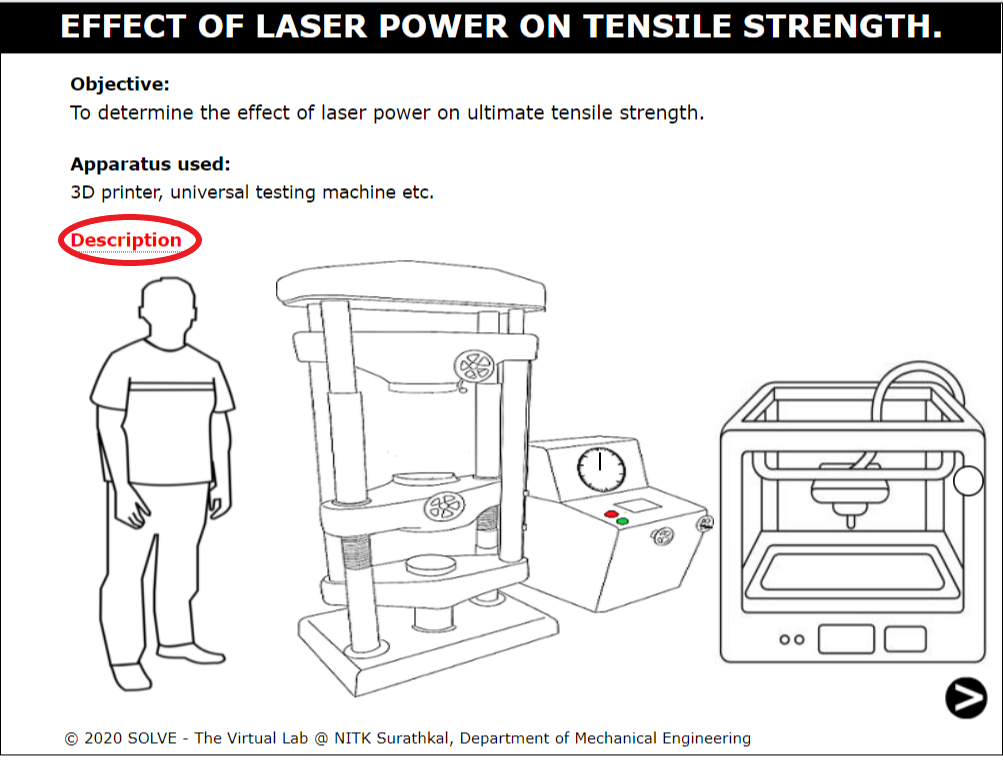 EFFECT OF LASER POWER ON TENSILE STRENGTH.
Objective:
To determine the effect of laser power on ultimate tensile strength.
Apparatus used:
3D printer, universal testing machine etc.
Description
© 2020 SOLVE - The Virtual Lab @ NITK Surathkal, Department of Mechanical Engineering